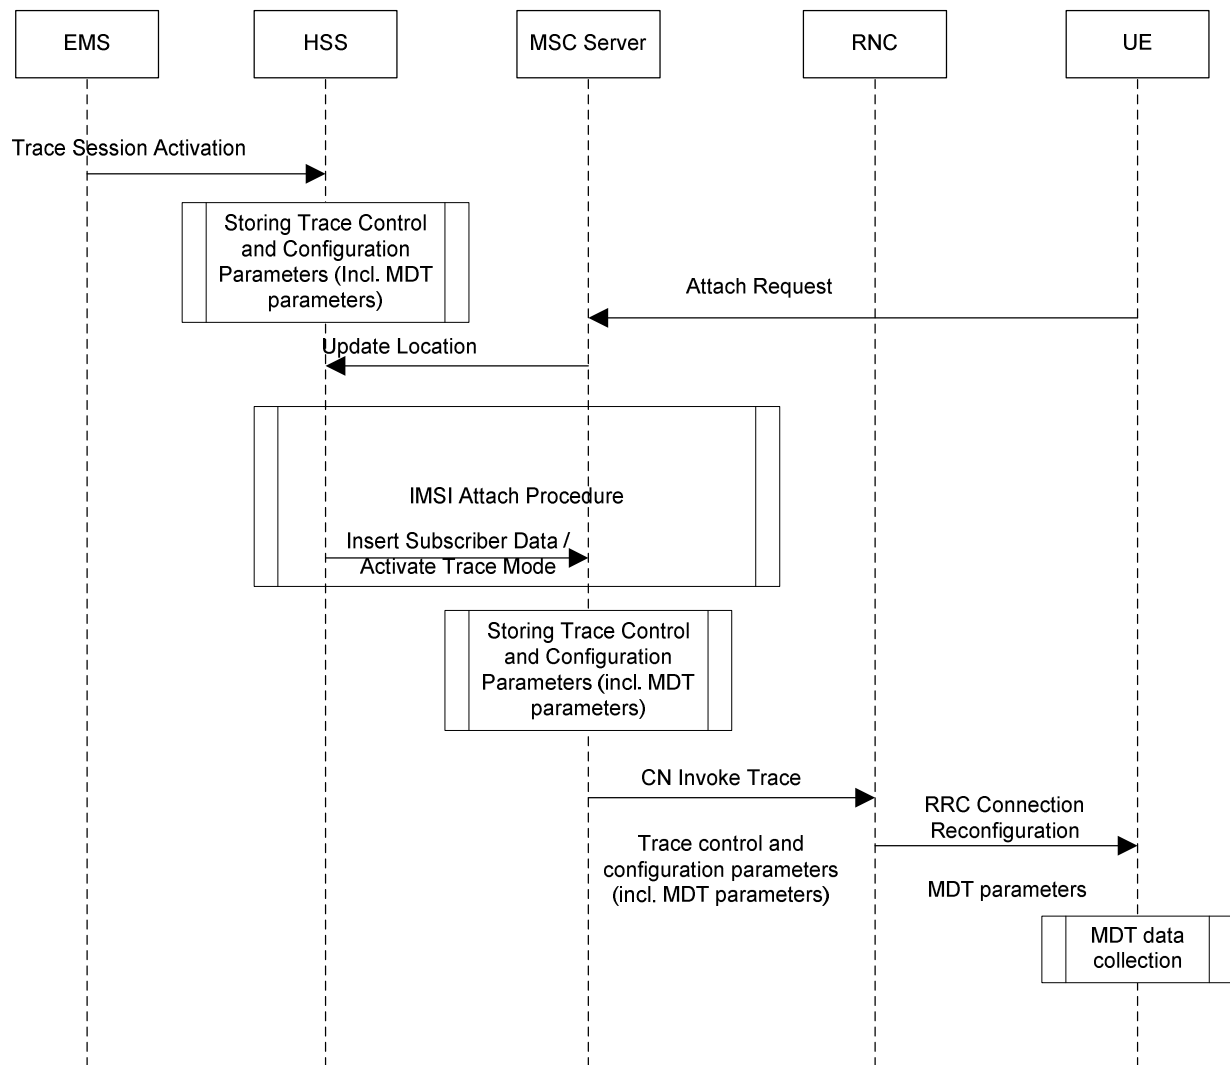 EMS
HSS
MSC Server
RNC
UE
Trace Session Activation
Storing Trace Control
and Configuration
Parameters (Incl. MDT
parameters)
Attach Request
Update Location
IMSI Attach Procedure
Insert Subscriber Data /
Activate Trace Mode
Storing Trace Control
and Configuration
Parameters (incl. MDT
parameters)
CN Invoke Trace
Trace control and
configuration parameters
(incl. MDT parameters)
RRC Connection
Reconfiguration
MDT parameters
MDT data
collection